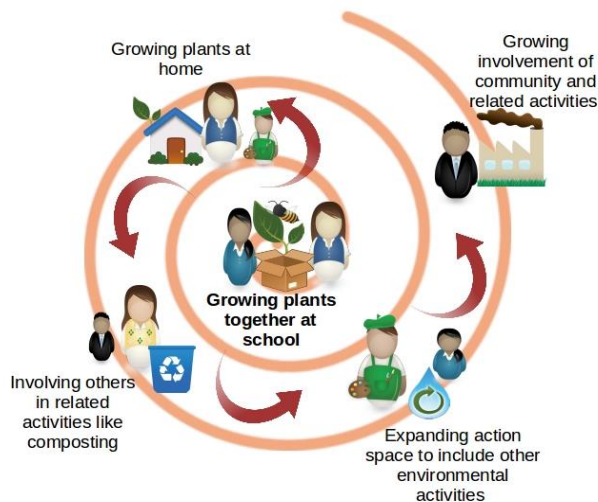 Growing plants at
home
Growing
involvement of
community and
related activities
Growing plants
together at
school
Involving others
in related
activities like
composting
Expanding action
space to include other
environmental
activities